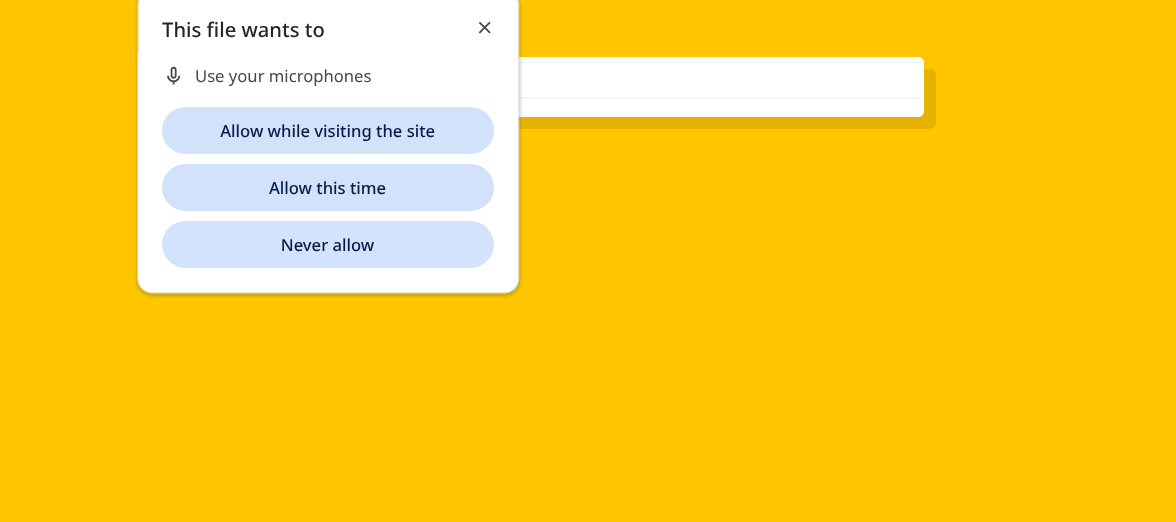 This file wants to
Use your microphones
Allow while visiting the site
Allow this time
Never allow